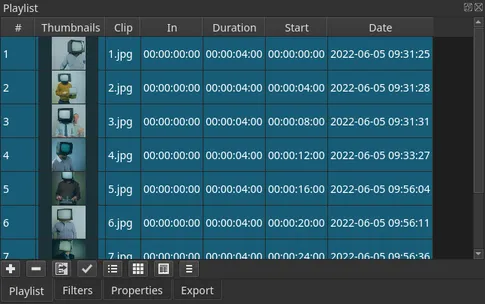 Playlist
# Thumbnails Clip In Duration Start Date
1 1.jpg 00:00:00:00 00:00:04:00 00:00:00:00 2022-06-05 09:31:25
2 2.jpg 00:00:00:00 00:00:04:00 00:00:04:00 2022-06-05 09:31:28
3 3.jpg 00:00:00:00 00:00:04:00 00:00:08:00 2022-06-05 09:31:31
4 4.jpg 00:00:00:00 00:00:04:00 00:00:12:00 2022-06-05 09:33:27
5 5.jpg 00:00:00:00 00:00:04:00 00:00:16:00 2022-06-05 09:56:04
6 6.jpg 00:00:00:00 00:00:04:00 00:00:20:00 2022-06-05 09:56:11
7 7.jpg 00:00:00:00 00:00:04:00 00:00:24:00 2022-06-05 09:56:36
Playlist Filters Properties Export